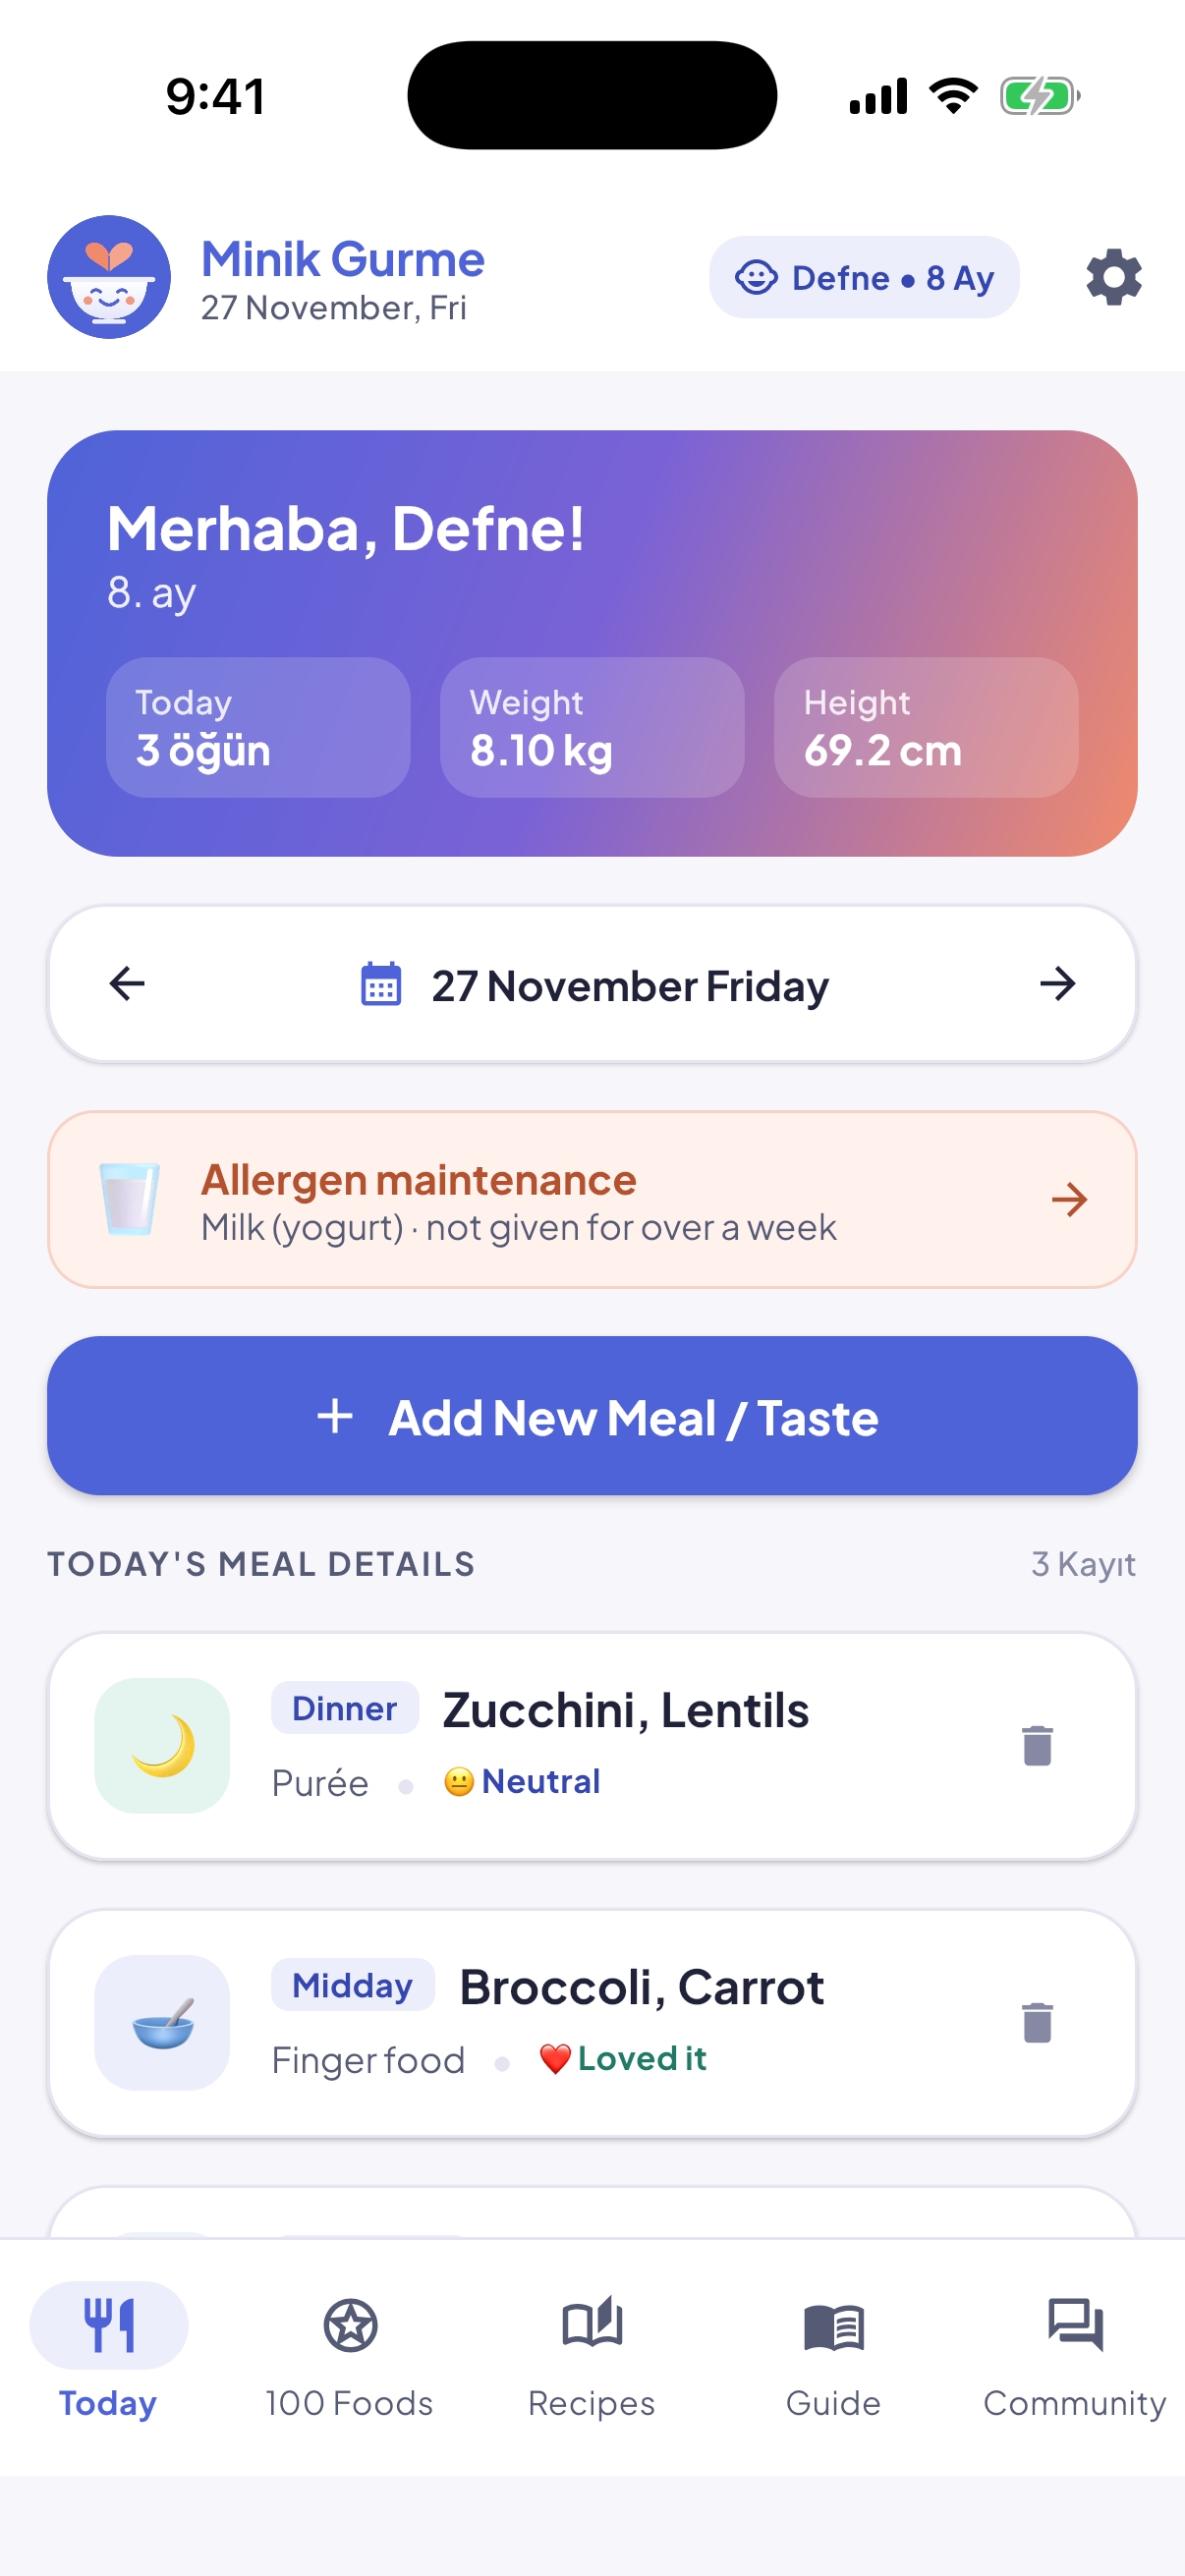 9:41
Minik Gurme
27 November, Fri
Defne • 8 Ay
Merhaba, Defne!
8. ay
Today
3 öğün
Weight
8.10 kg
Height
69.2 cm
27 November Friday
Allergen maintenance
Milk (yogurt) · not given for over a week
+ Add New Meal / Taste
TODAY'S MEAL DETAILS
3 Kayıt
Dinner Zucchini, Lentils
Purée • 😐 Neutral
Midday Broccoli, Carrot
Finger food • ❤️ Loved it
Today
100 Foods
Recipes
Guide
Community